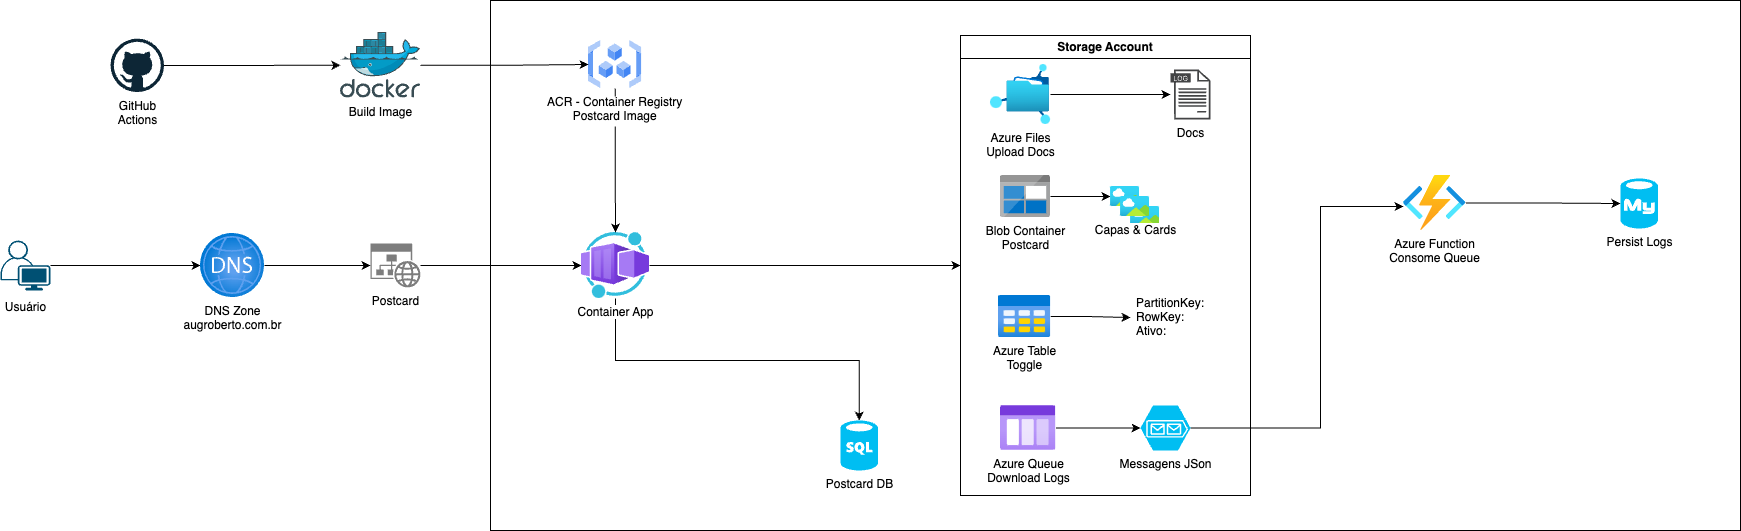 GitHub
Actions
docker
Build Image
ACR - Container Registry
Postcard Image
Usuário
DNS
DNS Zone
augroberto.com.br
Postcard
Container App
SQL
Postcard DB
Storage Account
Azure Files
Upload Docs
LOG
Docs
Blob Container
Postcard
Capas & Cards
Azure Table
Toggle
PartitionKey:
RowKey:
Ativo:
Azure Queue
Download Logs
Messagens JSon
Azure Function
Consome Queue
My
Persist Logs